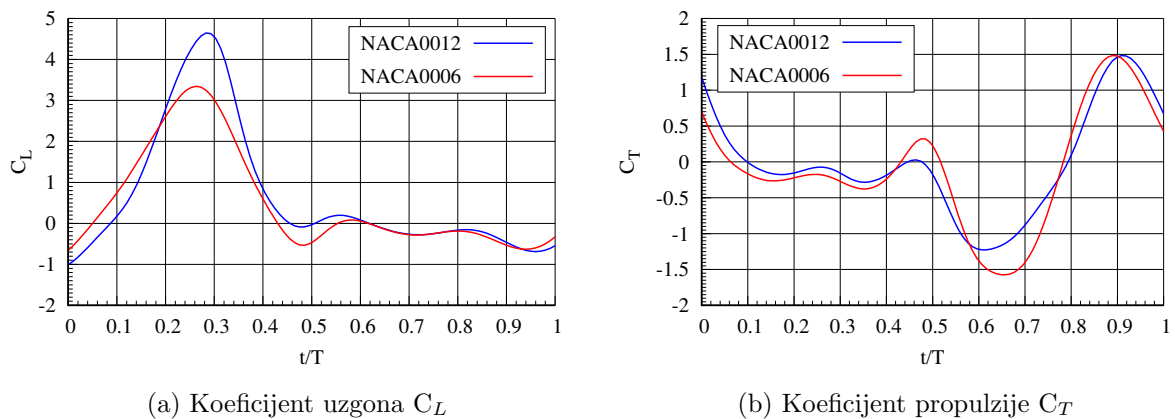 5
4
3
2
1
0
-1
-2
C_L
NACA0012
NACA0006
0 0.1 0.2 0.3 0.4 0.5 0.6 0.7 0.8 0.9 1
t/T
(a) Koeficijent uzgona C_L
2
1.5
1
0.5
0
-0.5
-1
-1.5
-2
C_T
NACA0012
NACA0006
0 0.1 0.2 0.3 0.4 0.5 0.6 0.7 0.8 0.9 1
t/T
(b) Koeficijent propulzije C_T